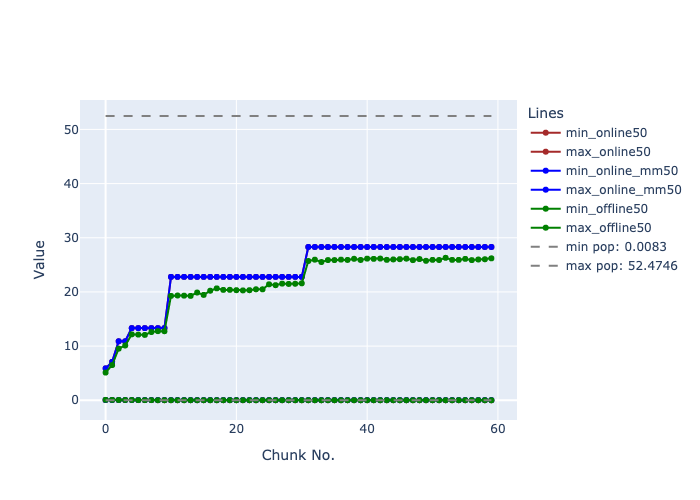 Lines
min_online50
max_online50
min_online_mm50
max_online_mm50
min_offline50
max_offline50
min pop: 0.0083
max pop: 52.4746
Value
50
40
30
20
10
0
0
20
40
60
Chunk No.